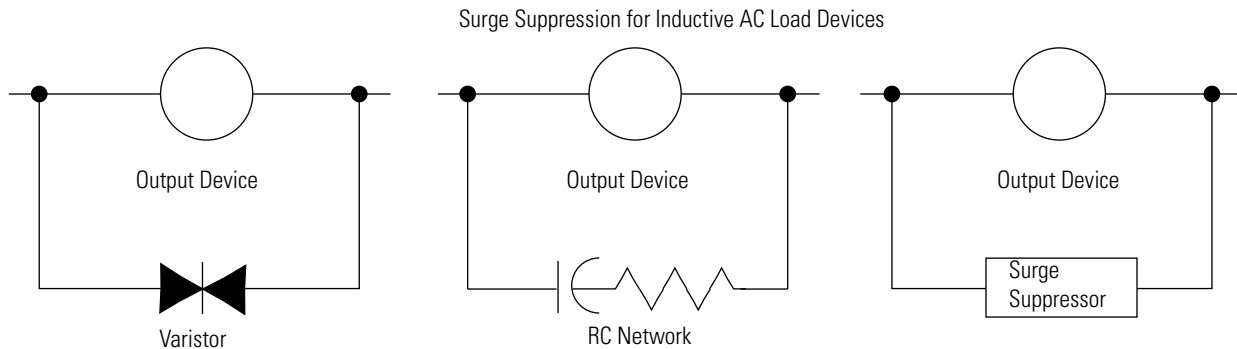 Surge Suppression for Inductive AC Load Devices
Output Device
Output Device
Output Device
Varistor
RC Network
Surge
Suppressor